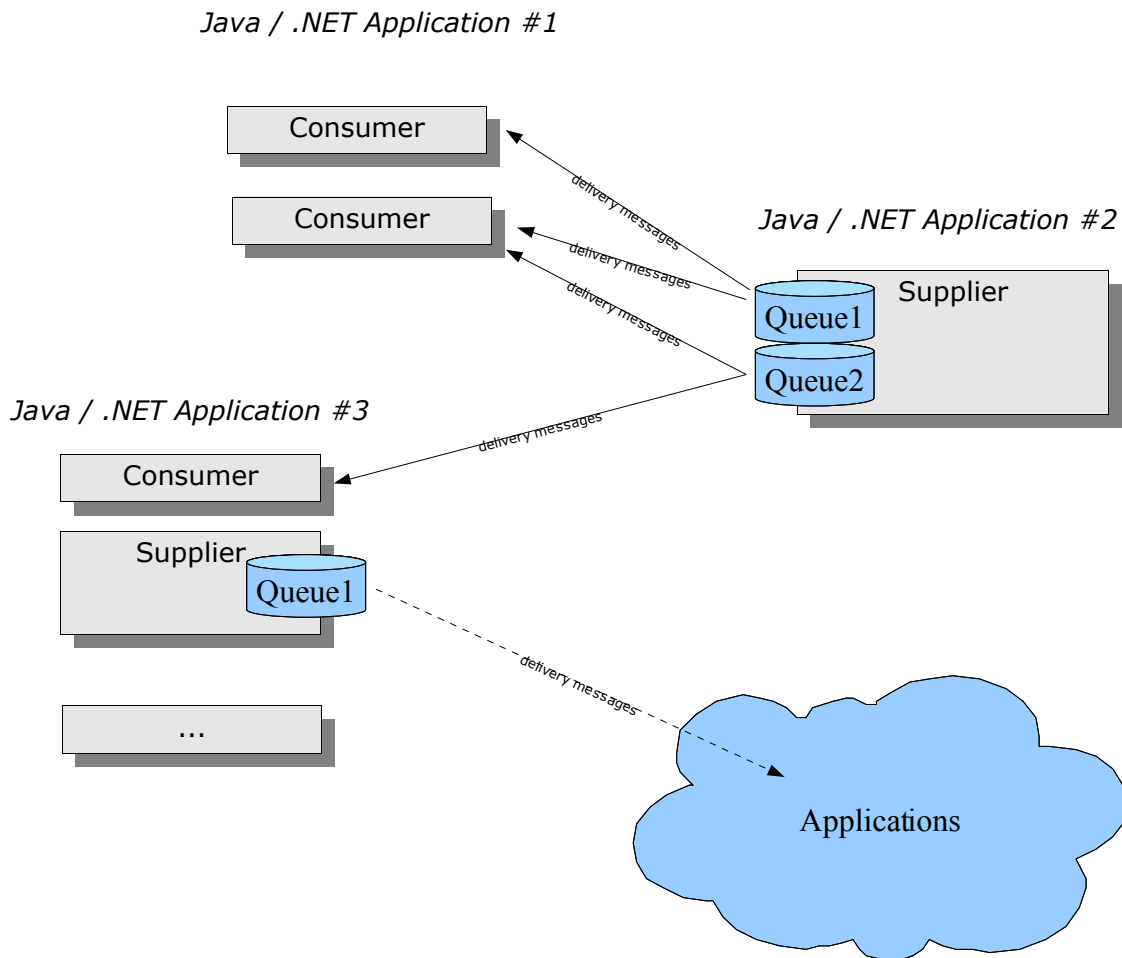 Java / .NET Application #1
Consumer
delivery messages
Consumer
Java / .NET Application #2
delivery messages
Supplier
delivery messages
Queue1
Queue2
Java / .NET Application #3
delivery messages
Consumer
Supplier
Queue1
delivery messages
...
Applications